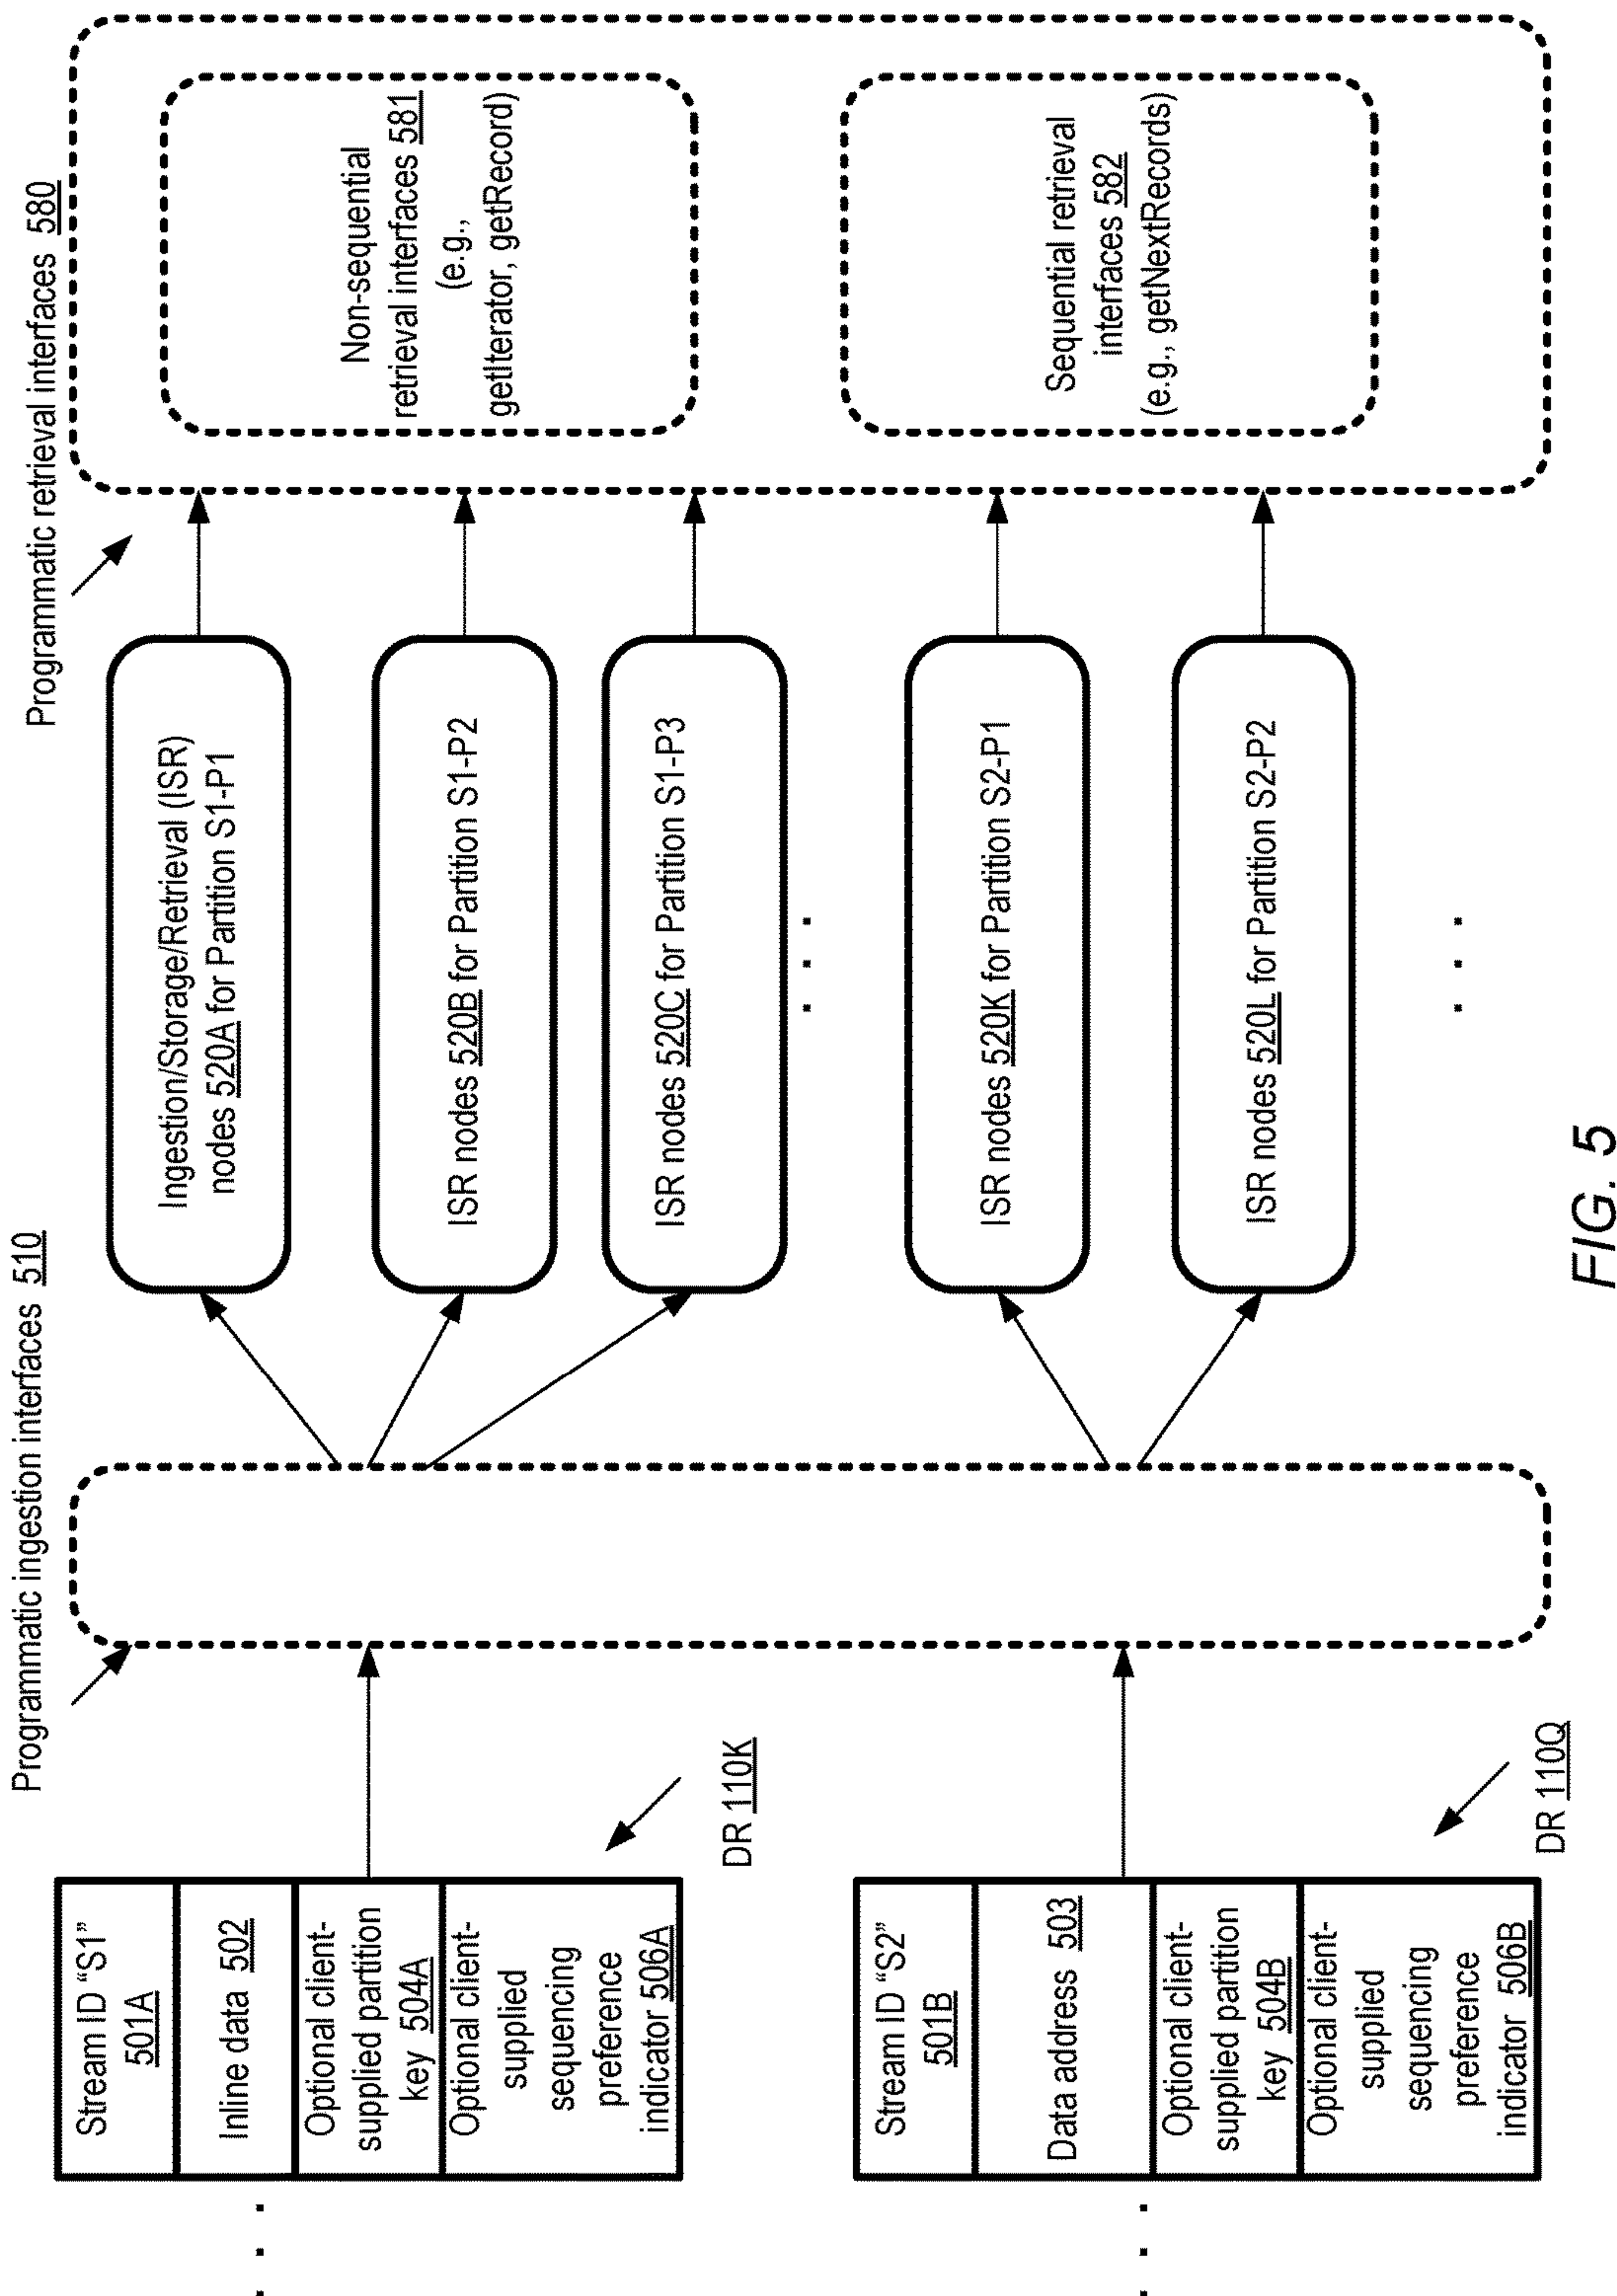 Programmatic ingestion interfaces 510
Programmatic retrieval interfaces 580
Stream ID “S1”
501A
Inline data 502
Optional client-
supplied partition
key 504A
Optional client-
supplied
sequencing
preference
indicator 506A
DR 110K
Stream ID “S2”
501B
Data address 503
Optional client-
supplied partition
key 504B
Optional client-
supplied
sequencing
preference
indicator 506B
DR 110Q
Ingestion/Storage/Retrieval (ISR)
nodes 520A for Partition S1-P1
ISR nodes 520B for Partition S1-P2
ISR nodes 520C for Partition S1-P3
. . .
ISR nodes 520K for Partition S2-P1
ISR nodes 520L for Partition S2-P2
. . .
Non-sequential
retrieval interfaces 581
(e.g.,
getIterator, getRecord)
Sequential retrieval
interfaces 582
(e.g., getNextRecords)
FIG. 5